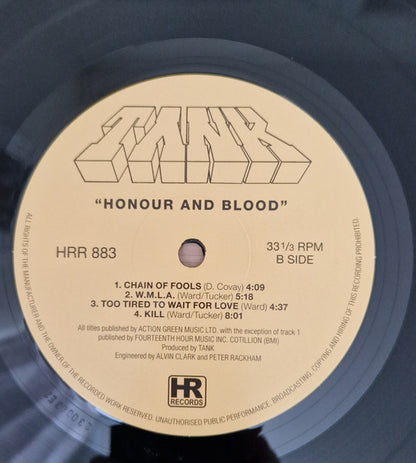 TANK
"HONOUR AND BLOOD"
HRR 883
33 1/3 RPM
B SIDE
1. CHAIN OF FOOLS (D. Covay) 4:09
2. W.M.L.A. (Ward/Tucker) 5:18
3. TOO TIRED TO WAIT FOR LOVE (Ward) 4:37
4. KILL (Ward/Tucker) 8:01
All titles published by ACTION GREEN MUSIC LTD. with the exception of track 1
published by FOURTEENTH HOUR MUSIC INC. COTILLION (BMI)
Produced by TANK
Engineered by ALVIN CLARK and PETER RACKHAM
HR
RECORDS
ALL RIGHTS OF THE MANUFACTURER AND THE OWNER OF THE RECORDED WORK RESERVED. UNAUTHORISED PUBLIC PERFORMANCE, BROADCASTING, COPYING AND HIRING OF THIS RECORDING PROHIBITED.